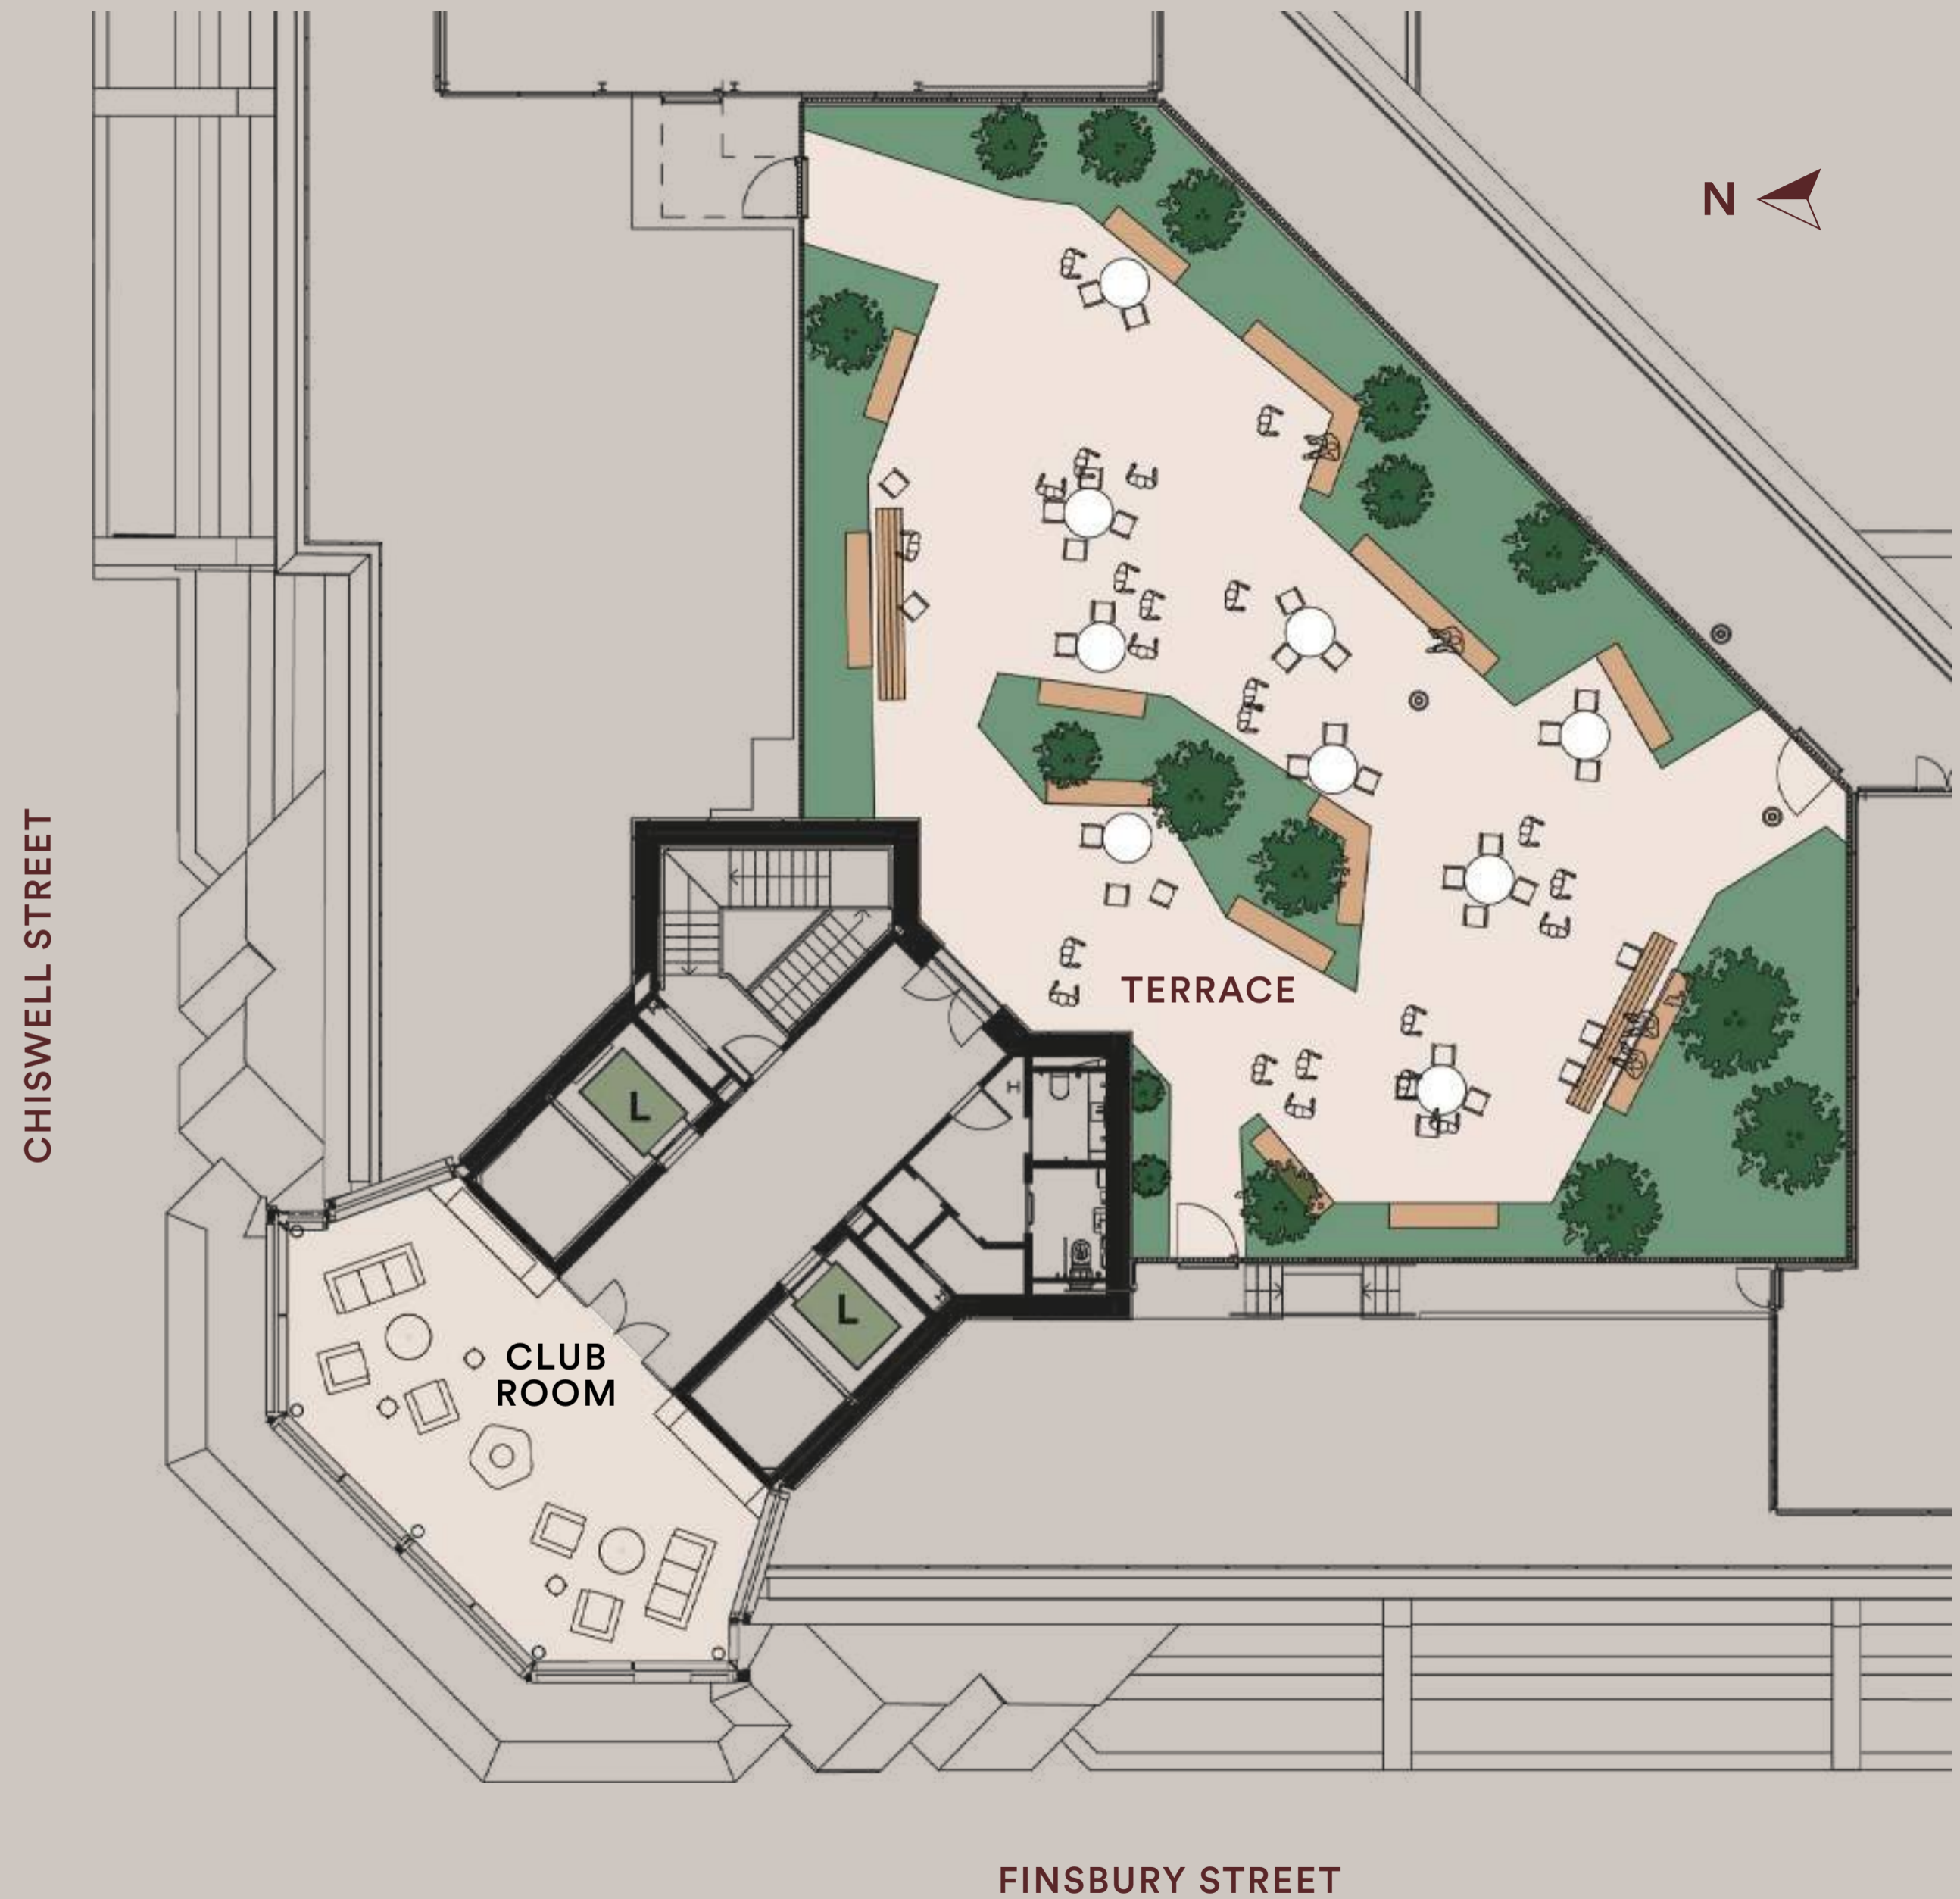 N
CHISWELL STREET
TERRACE
L
L
CLUB
ROOM
FINSBURY STREET